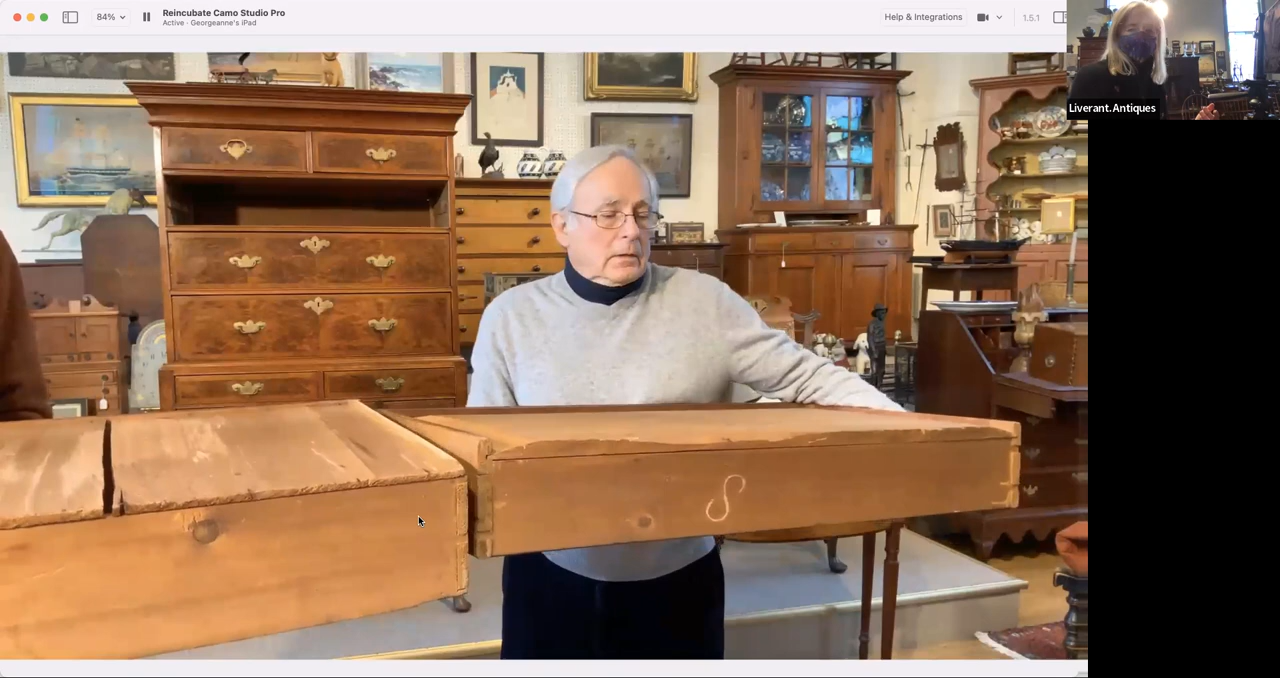 84%
Reincubate Camo Studio Pro
Active - Georgeanne's iPad
Help & Integrations
1.5.1
Liverant.Antiques
S